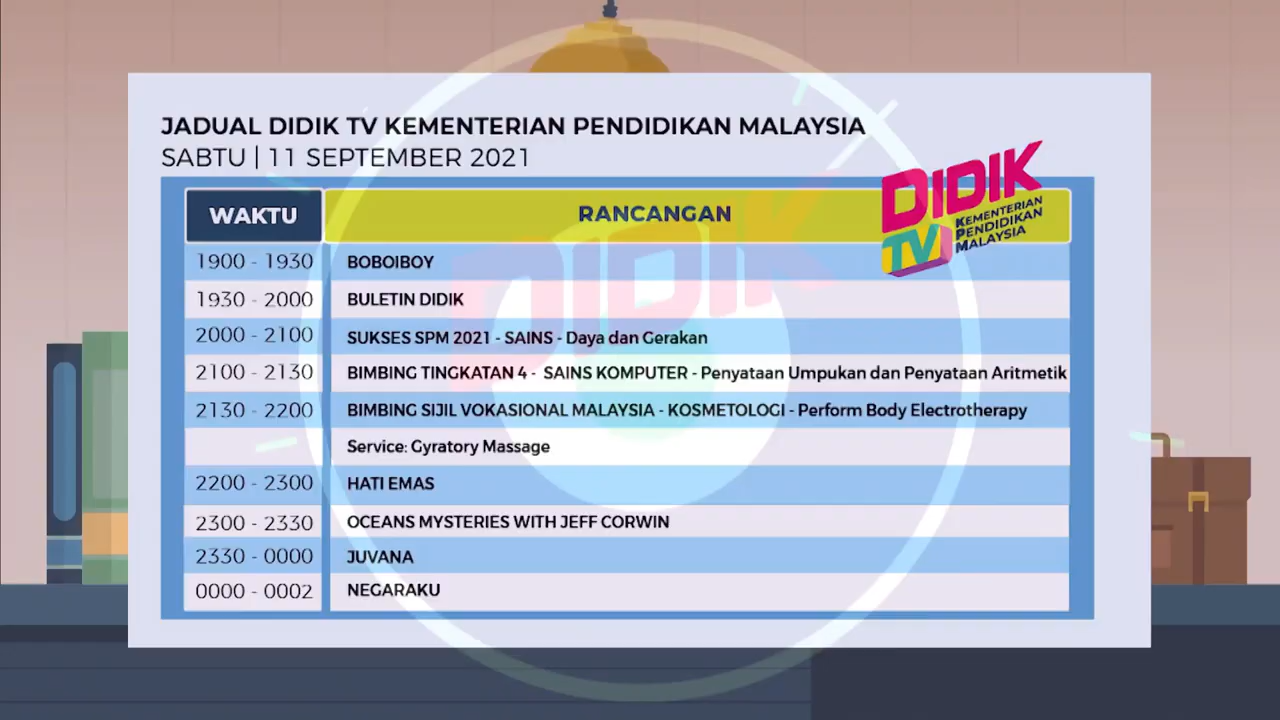 JADUAL DIDIK TV KEMENTERIAN PENDIDIKAN MALAYSIA
SABTU | 11 SEPTEMBER 2021
DIDIK
TV KEMENTERIAN
PENDIDIKAN
MALAYSIA
WAKTU RANCANGAN
1900 - 1930 BOBOIBOY
1930 - 2000 BULETIN DIDIK
2000 - 2100 SUKSES SPM 2021 - SAINS - Daya dan Gerakan
2100 - 2130 BIMBING TINGKATAN 4 - SAINS KOMPUTER - Penyataan Umpukan dan Penyataan Aritmetik
2130 - 2200 BIMBING SIJIL VOKASIONAL MALAYSIA - KOSMETOLOGI - Perform Body Electrotherapy
Service: Gyratory Massage
2200 - 2300 HATI EMAS
2300 - 2330 OCEANS MYSTERIES WITH JEFF CORWIN
2330 - 0000 JUVANA
0000 - 0002 NEGARAKU
DIDIK